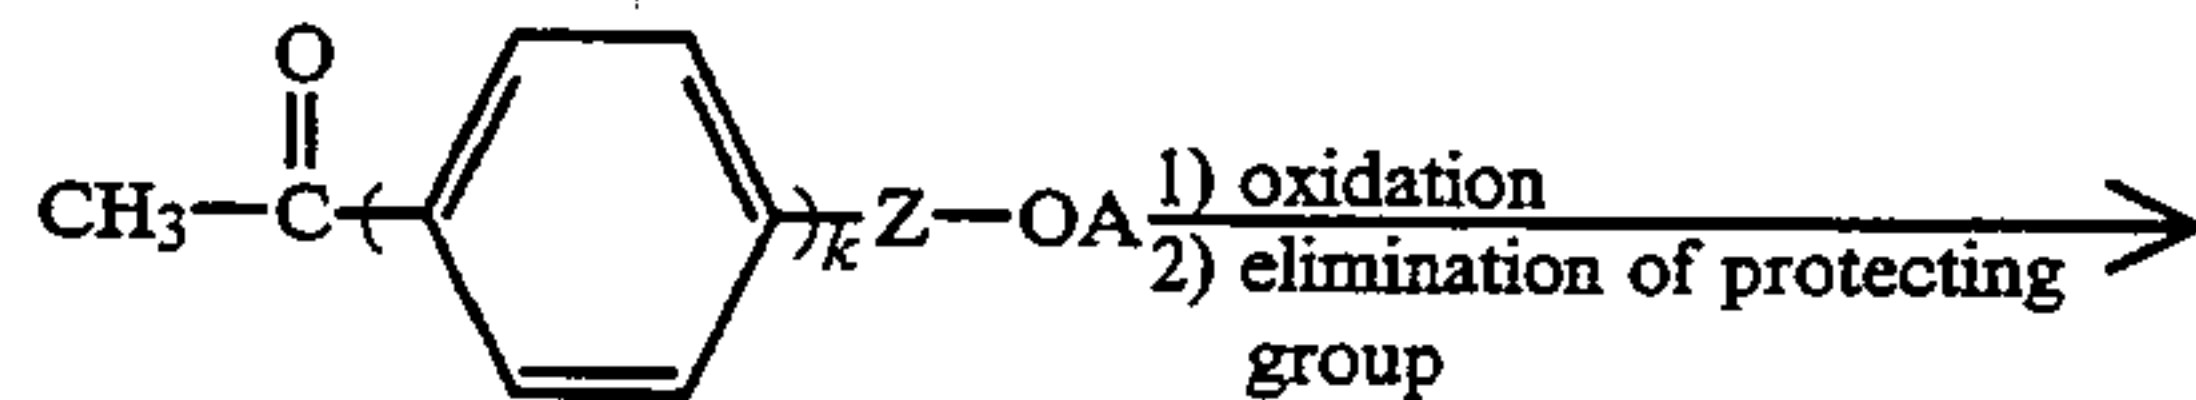 O
CH3—C(—)k Z—OA
1) oxidation
2) elimination of protecting
group